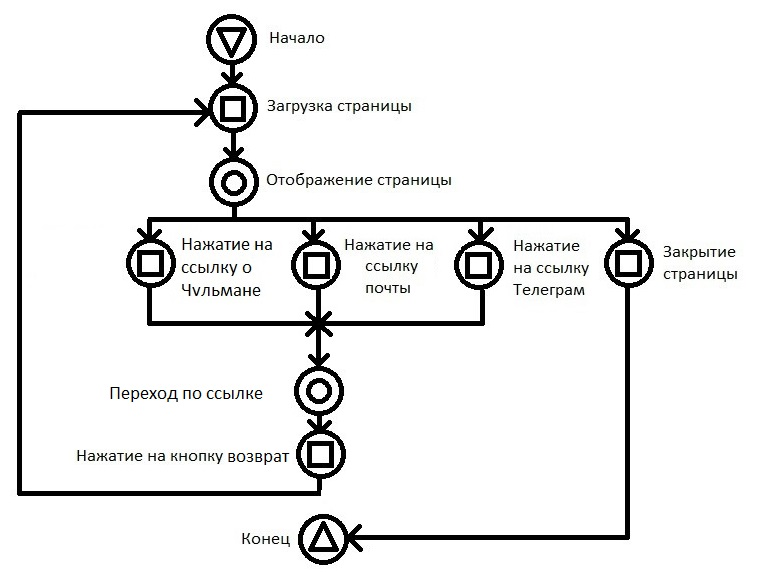 Начало
Загрузка страницы
Отображение страницы
Нажатие на
ссылку о
Чульмане
Нажатие на
ссылку
почты
Нажатие
на ссылку
Телеграм
Закрытие
страницы
Переход по ссылке
Нажатие на кнопку возврат
Конец